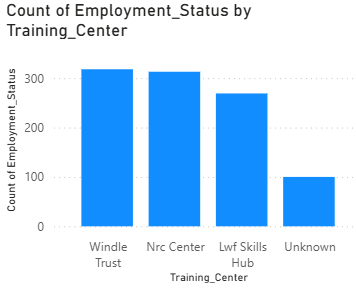 Count of Employment_Status by
Training_Center
Count of Employment_Status
300
200
100
0
Windle
Trust
Nrc Center
Lwf Skills
Hub
Unknown
Training_Center